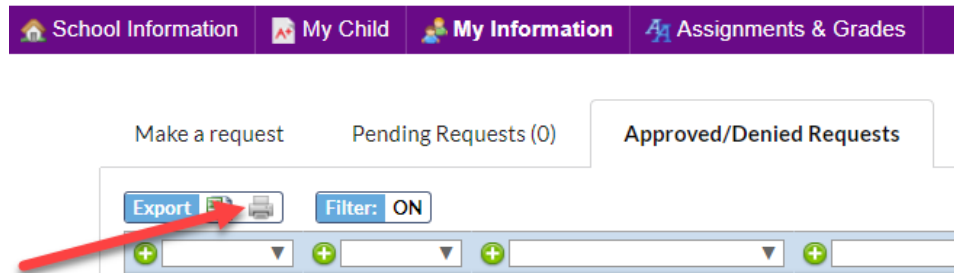 School Information My Child My Information Assignments & Grades
Make a request Pending Requests (0) Approved/Denied Requests
Export Filter: ON